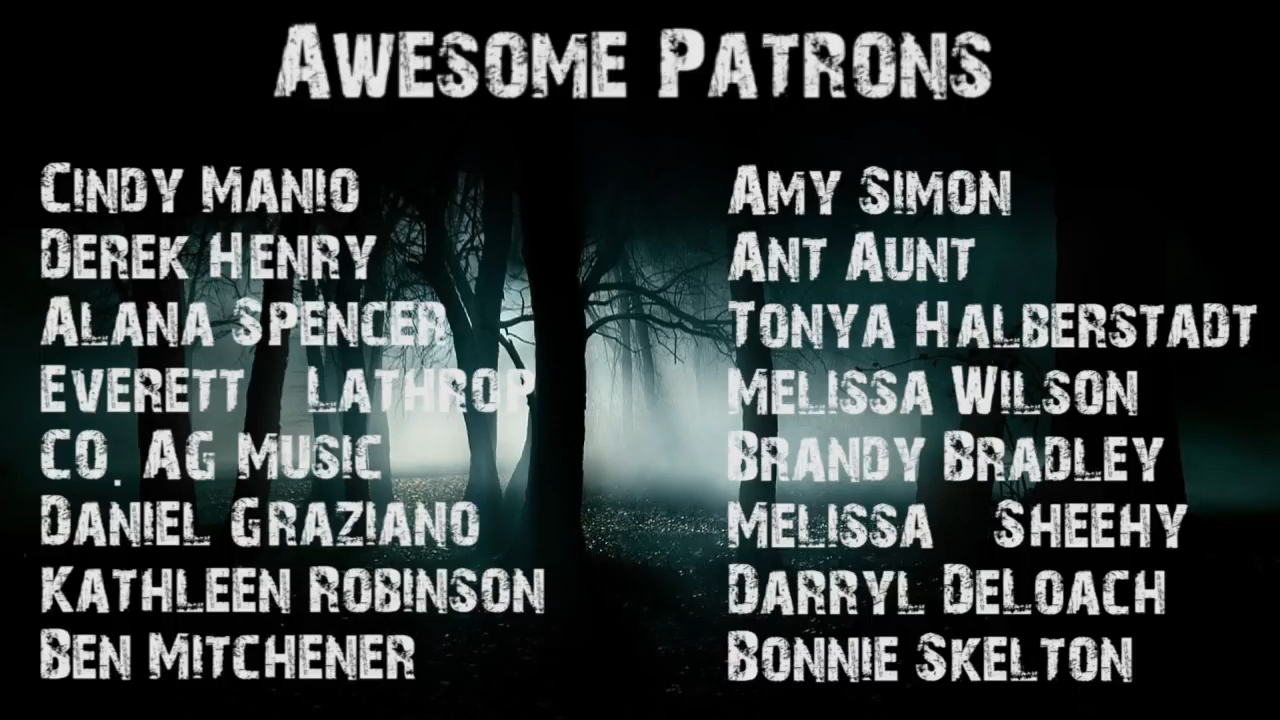 Awesome Patrons
Cindy Manio
Derek Henry
Alana Spencer
Everett Lathrop
CO. AG Music
Daniel Graziano
Kathleen Robinson
Ben Mitchener
Amy Simon
Ant Aunt
Tonya Halberstadt
Melissa Wilson
Brandy Bradley
Melissa Sheehy
Darryl DeLoach
Bonnie Skelton